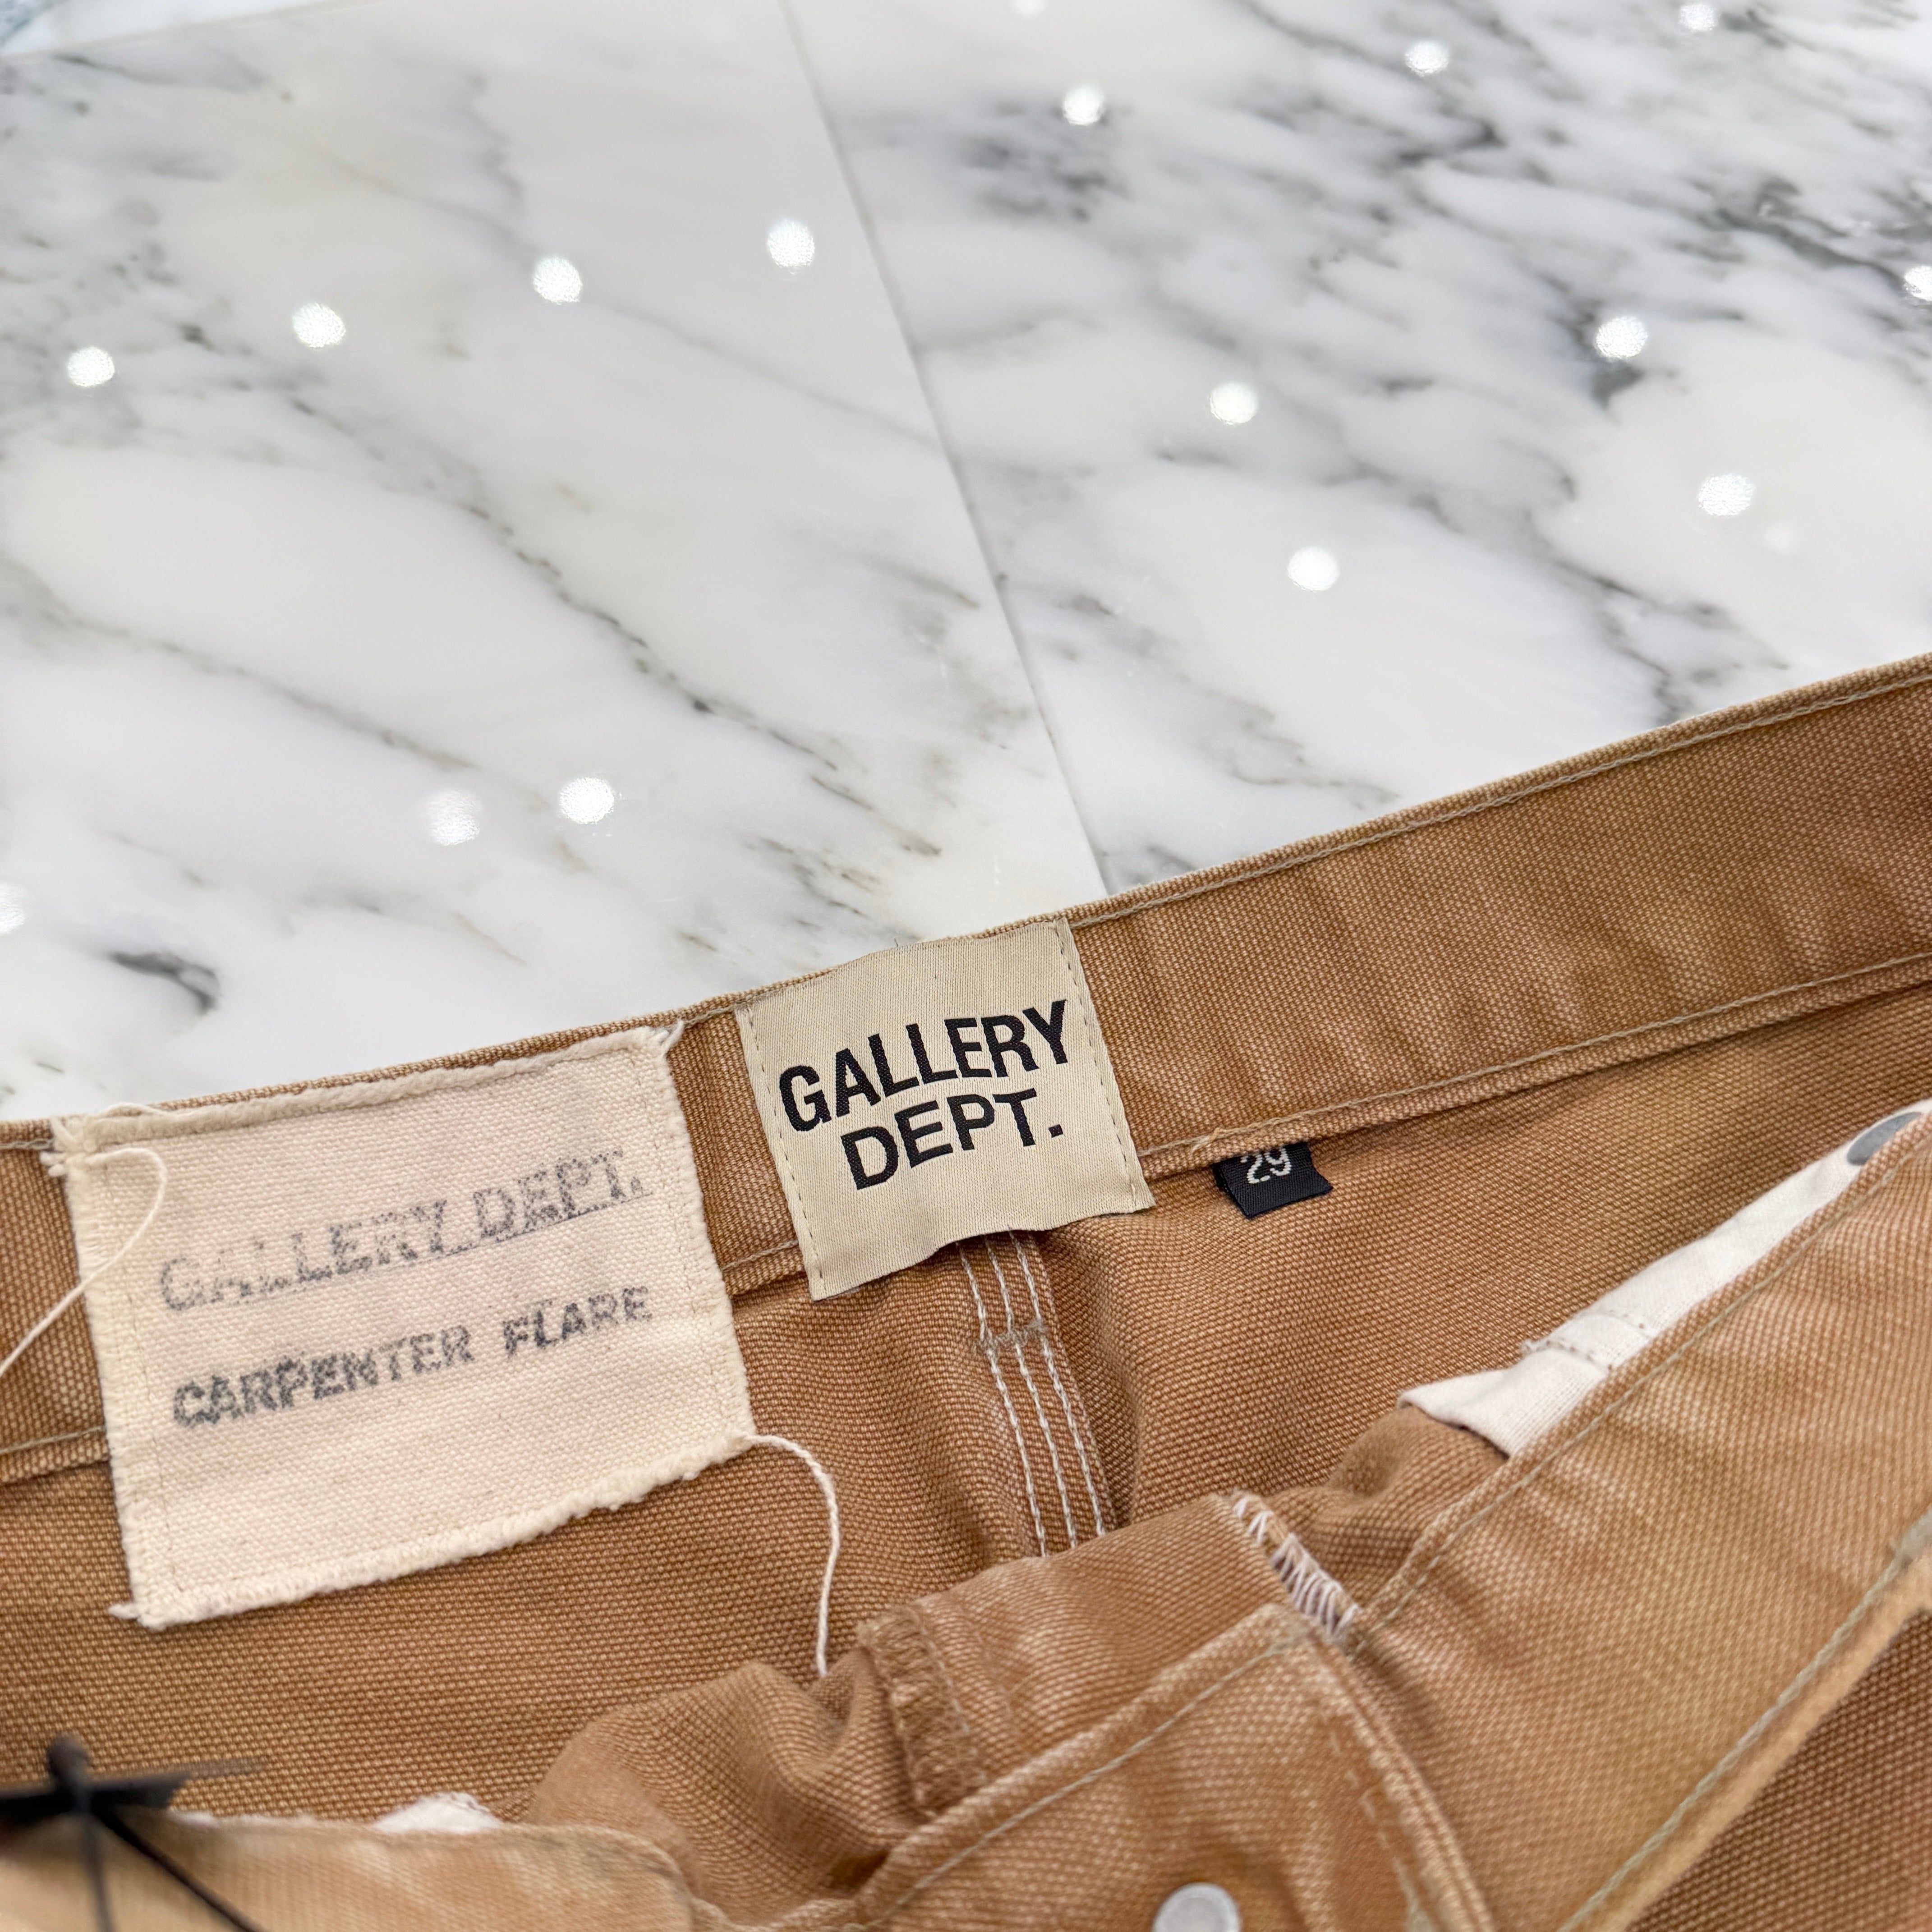 GALLERY DEPT.
CARPENTER FLARE
GALLERY
DEPT.
29